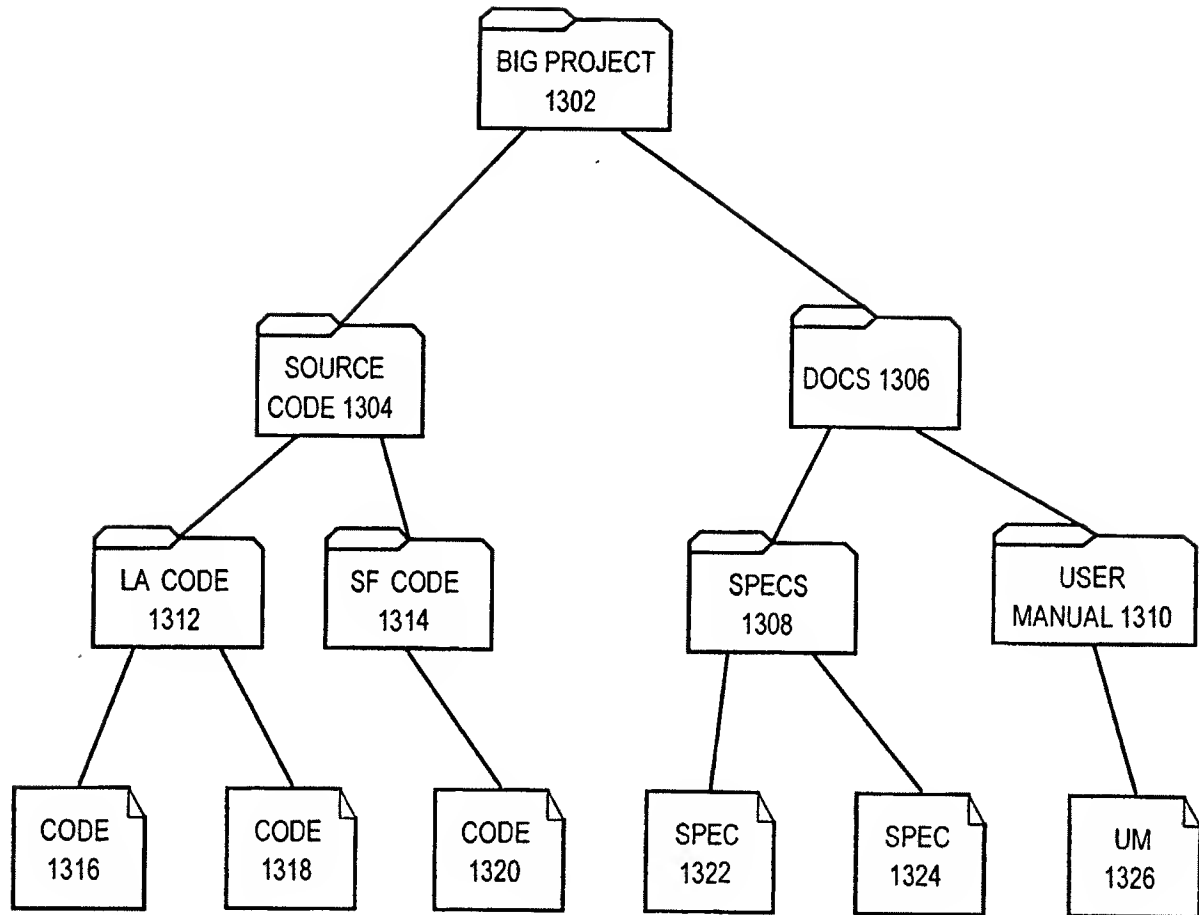 BIG PROJECT
1302
SOURCE
CODE 1304
DOCS 1306
LA CODE
1312
SF CODE
1314
SPECS
1308
USER
MANUAL 1310
CODE
1316
CODE
1318
CODE
1320
SPEC
1322
SPEC
1324
UM
1326